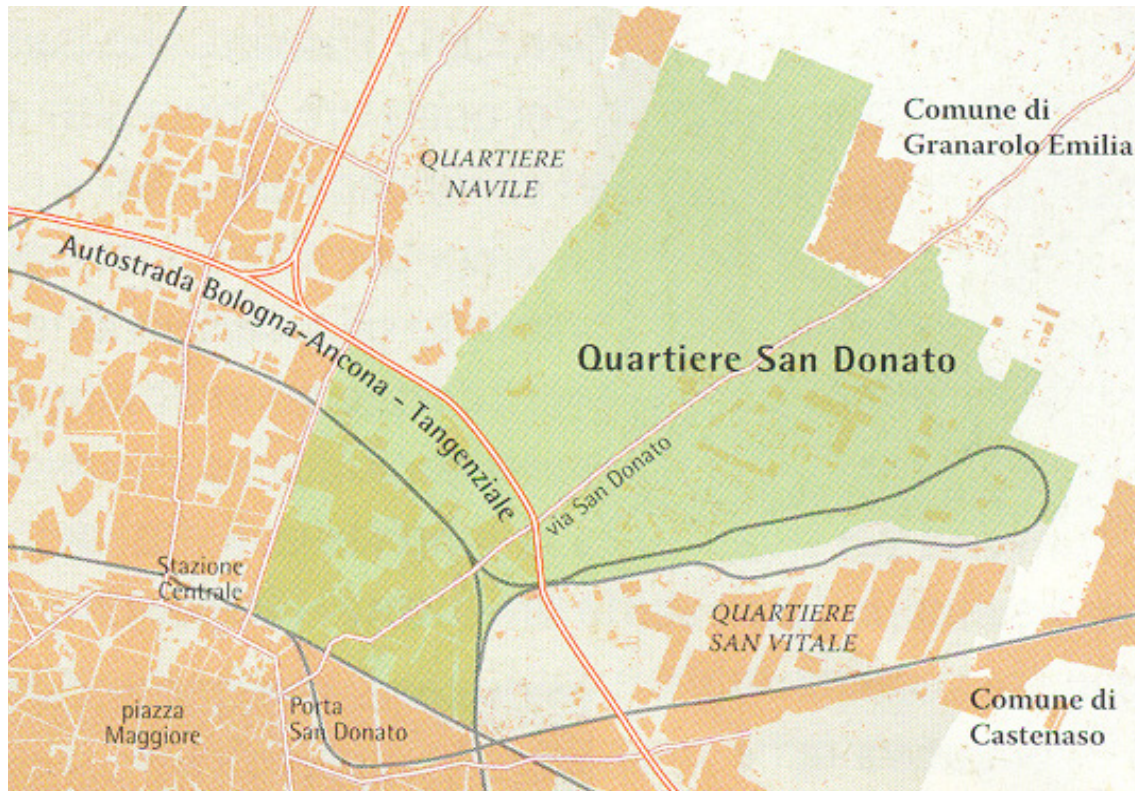 Comune di
Granarolo Emilia
QUARTIERE
NAVILE
Autostrada Bologna-Ancona - Tangenziale
Quartiere San Donato
via San Donato
Stazione
Centrale
QUARTIERE
SAN VITALE
piazza
Maggiore
Porta
San Donato
Comune di
Castenaso